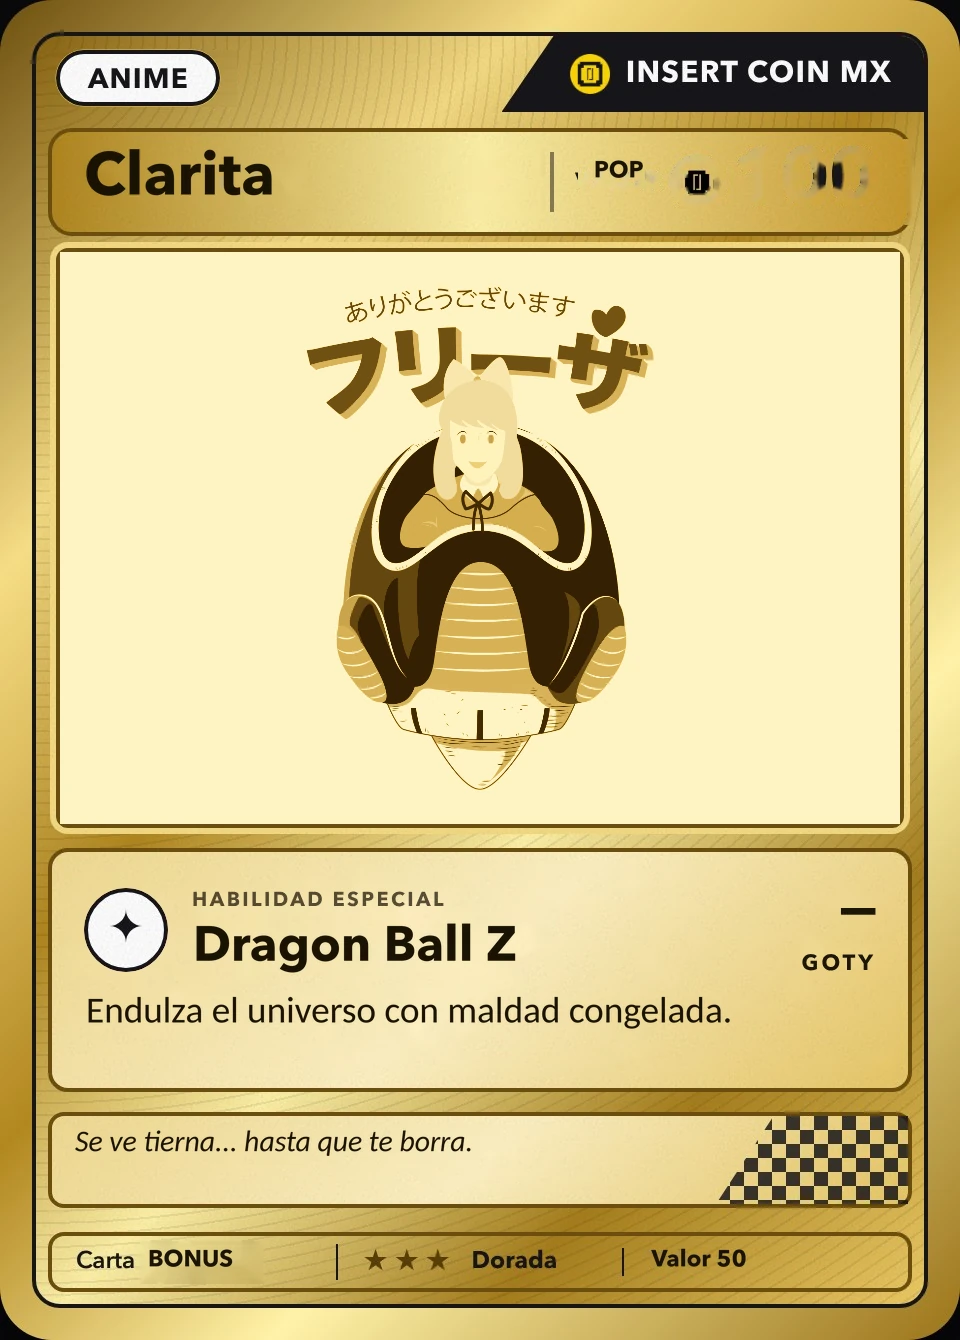 ANIME
INSERT COIN MX
Clarita
POP
ありがとうございます
フリーザ
HABILIDAD ESPECIAL
Dragon Ball Z
—
GOTY
Endulza el universo con maldad congelada.
Se ve tierna... hasta que te borra.
Carta BONUS
★★★ Dorada
Valor 50